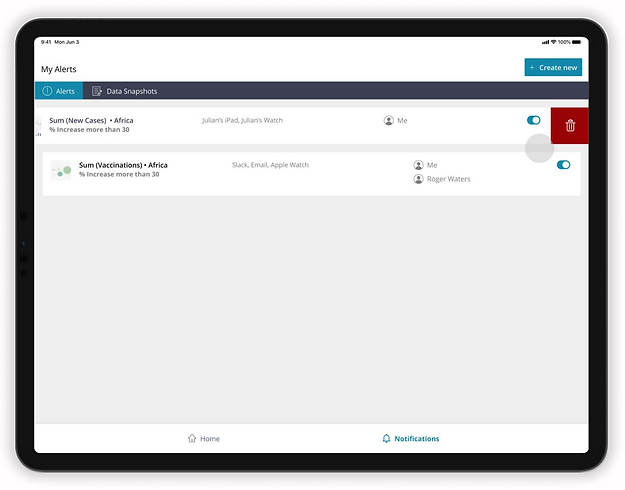 9:41 Mon Jun 3
100%
My Alerts
+ Create new
Alerts
Data Snapshots
Sum (New Cases) • Africa
Julian's iPad, Julian's Watch
Me
% Increase more than 30
Sum (Vaccinations) • Africa
Slack, Email, Apple Watch
Me
% Increase more than 30
Roger Waters
Home
Notifications